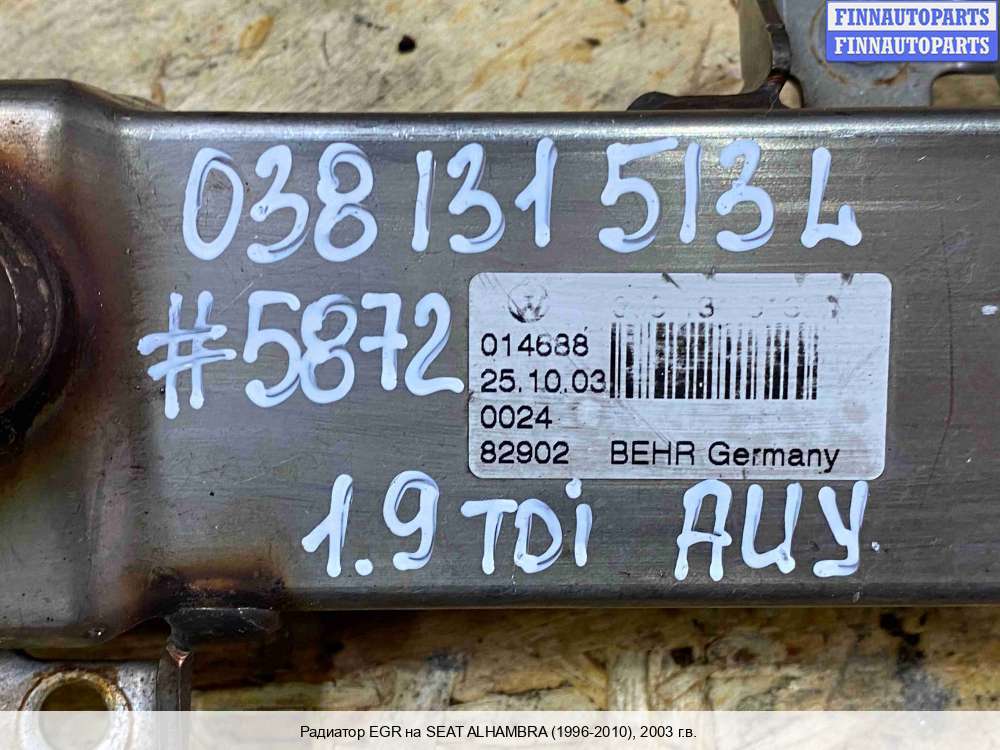 FINNAUTOPARTS
FINNAUTOPARTS
038 131 513 L
#5872
014688
25.10.03
0024
82902 BEHR Germany
1.9 TDi AUY
Радиатор EGR на SEAT ALHAMBRA (1996-2010), 2003 г.в.